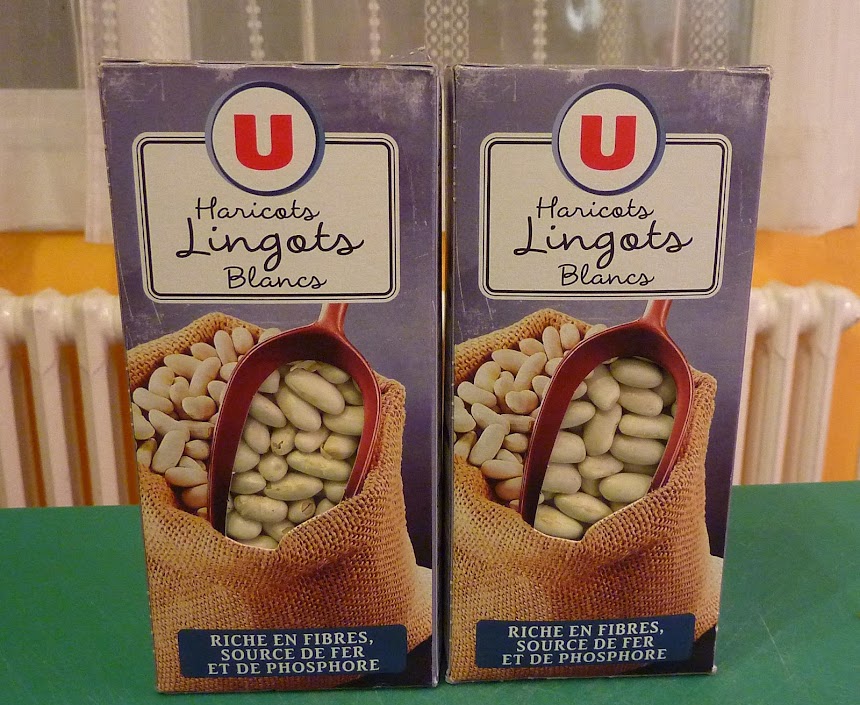 U
Haricots
Lingots
Blancs
RICHE EN FIBRES,
SOURCE DE FER
ET DE PHOSPHORE
U
Haricots
Lingots
Blancs
RICHE EN FIBRES,
SOURCE DE FER
ET DE PHOSPHORE